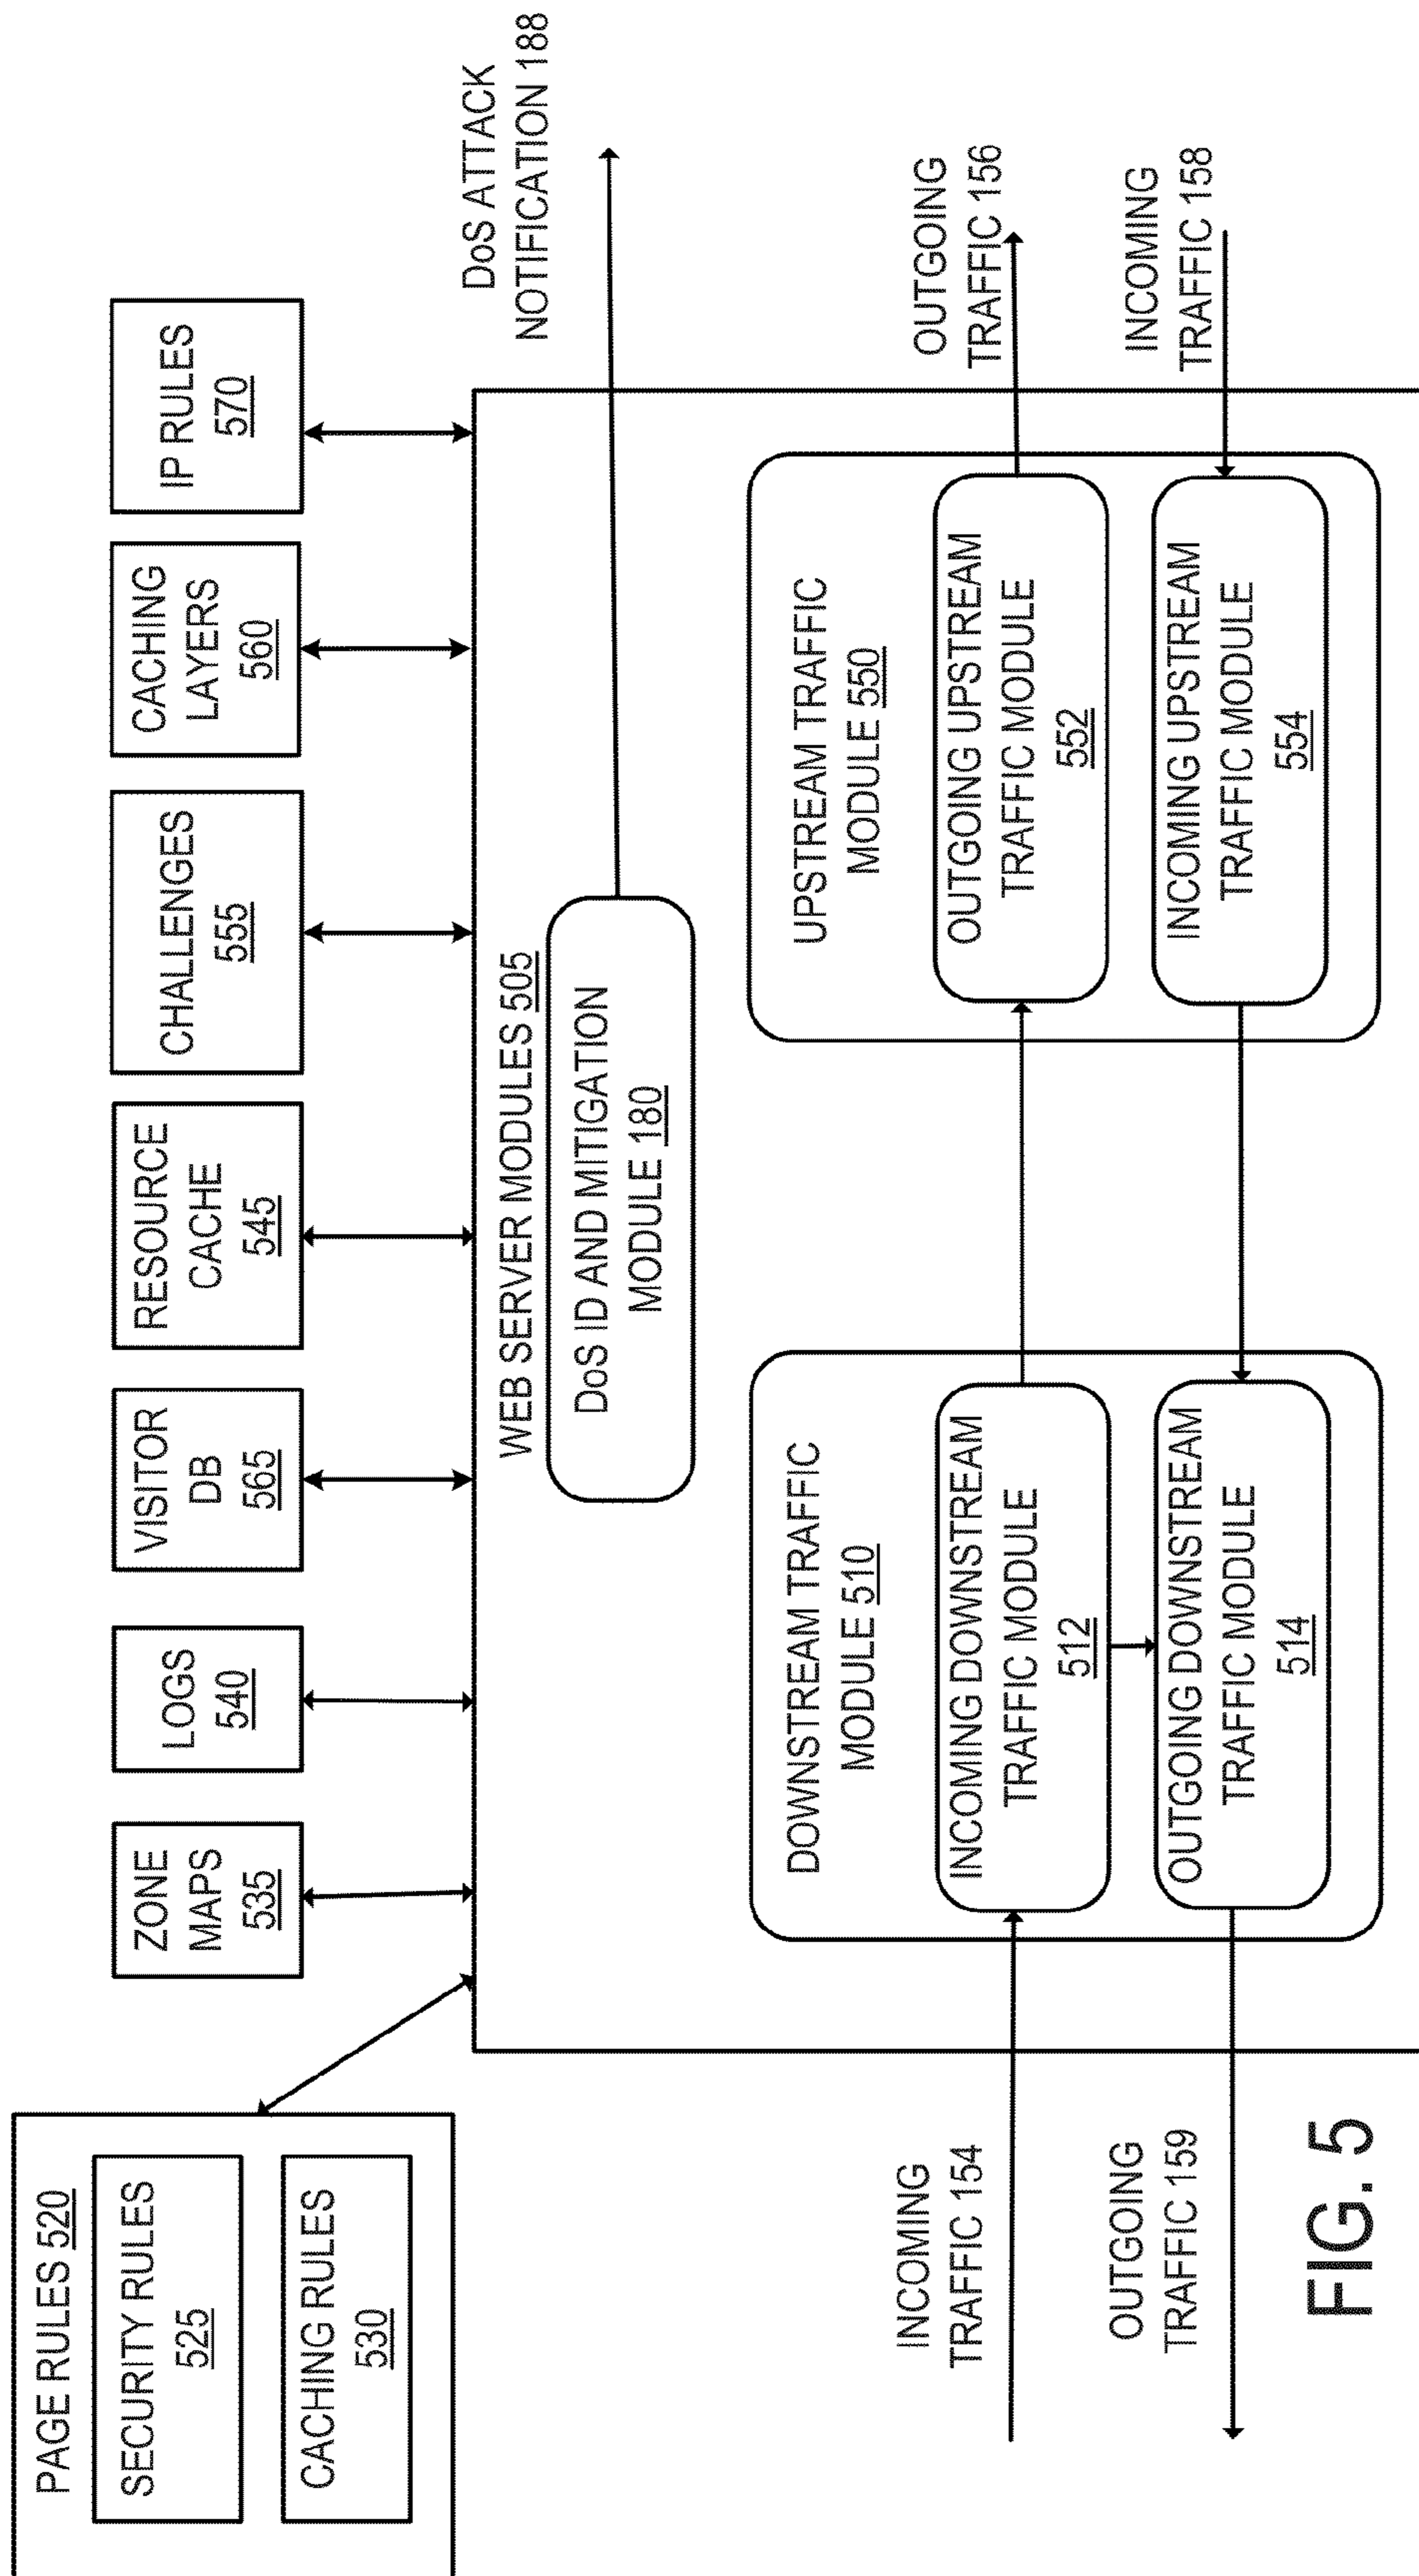 PAGE RULES 520
SECURITY RULES
525
CACHING RULES
530
ZONE
MAPS
535
LOGS
540
VISITOR
DB
565
RESOURCE
CACHE
545
CHALLENGES
555
CACHING
LAYERS
560
IP RULES
570
WEB SERVER MODULES 505
DoS ID AND MITIGATION
MODULE 180
DoS ATTACK
NOTIFICATION 188
DOWNSTREAM TRAFFIC
MODULE 510
INCOMING DOWNSTREAM
TRAFFIC MODULE
512
OUTGOING DOWNSTREAM
TRAFFIC MODULE
514
UPSTREAM TRAFFIC
MODULE 550
OUTGOING UPSTREAM
TRAFFIC MODULE
552
INCOMING UPSTREAM
TRAFFIC MODULE
554
INCOMING
TRAFFIC 154
OUTGOING
TRAFFIC 159
OUTGOING
TRAFFIC 156
INCOMING
TRAFFIC 158
FIG. 5